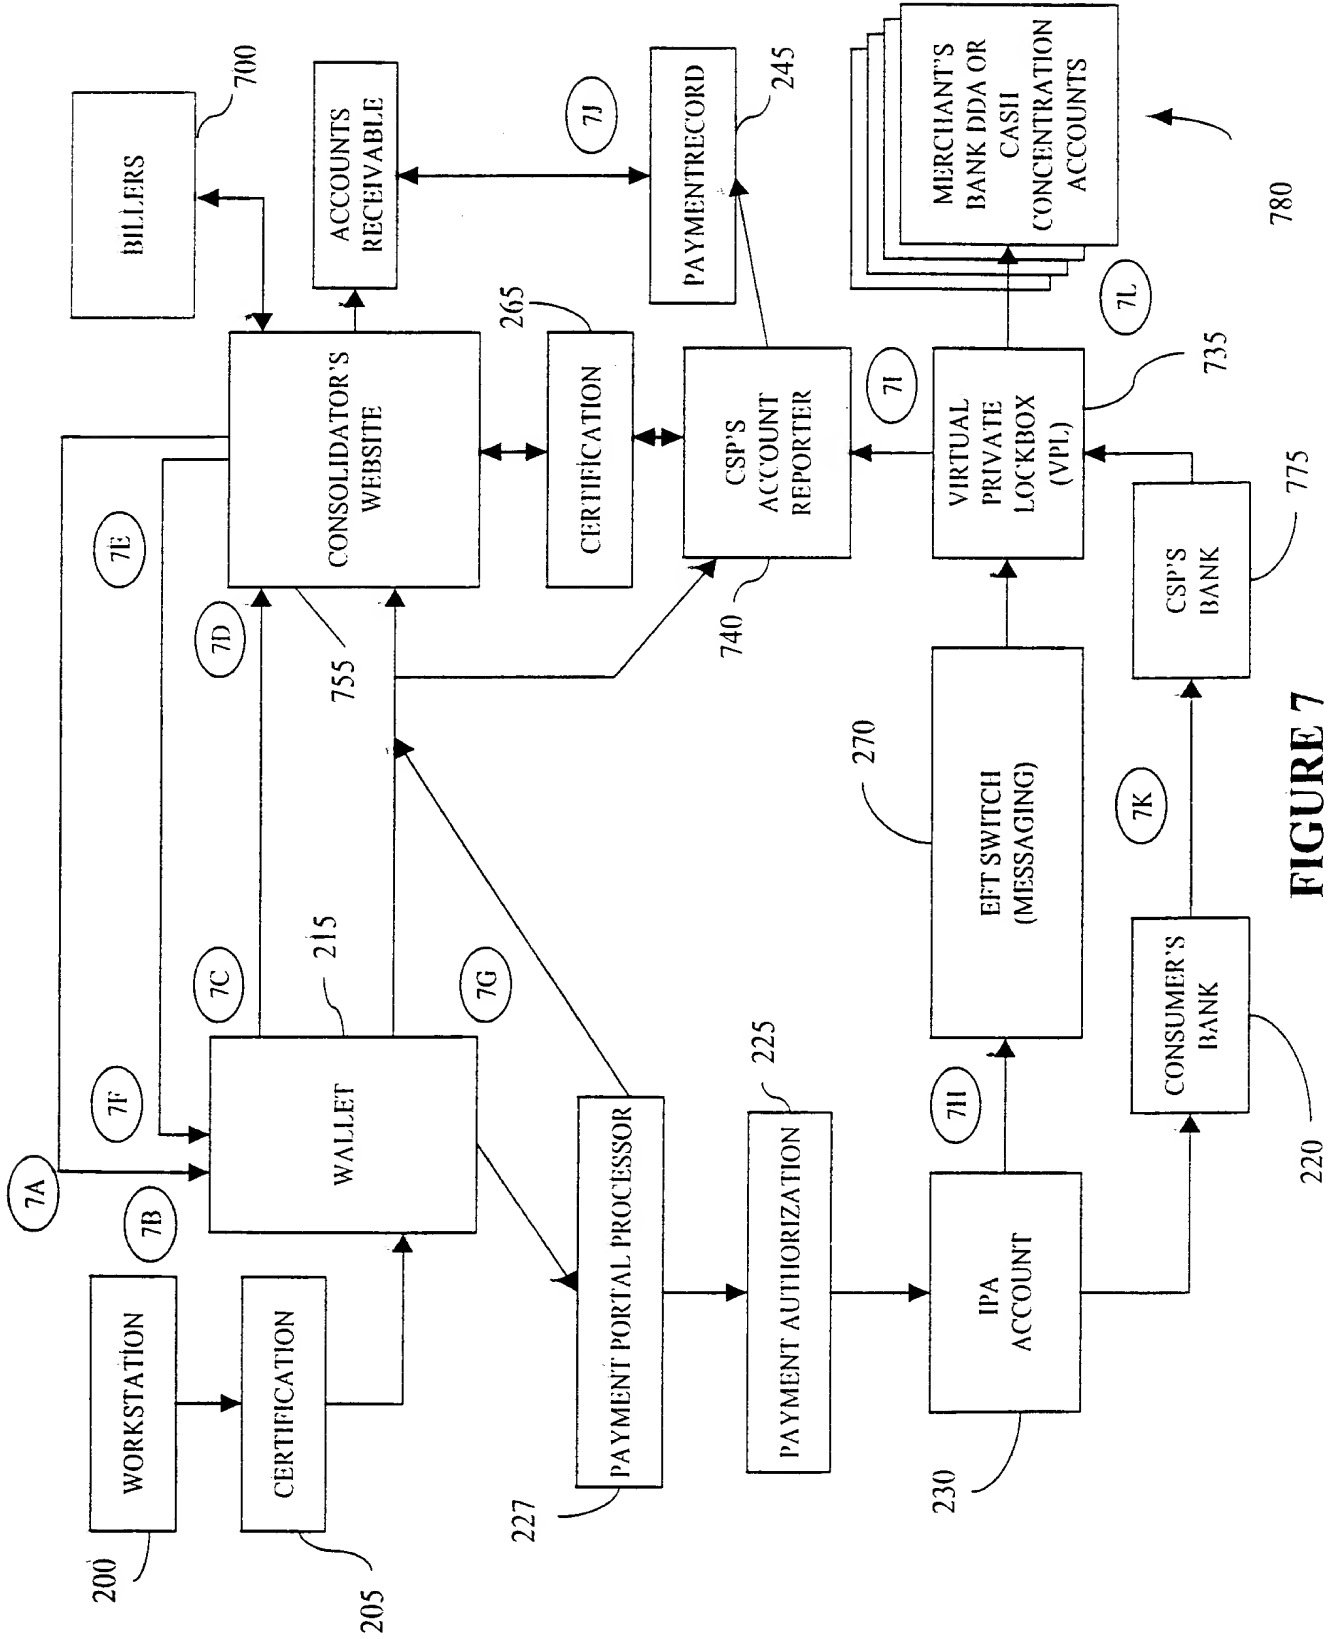 7A
7B
7F
7E
7C
7D
WORKSTATION
200
CERTIFICATION
205
WALLET
215
7G
CONSOLIDATOR'S
WEBSITE
755
BILLERS
700
ACCOUNTS
RECEIVABLE
7J
PAYMENTRECORD
245
CERTIFICATION
265
CSP'S
ACCOUNT
REPORTER
740
7I
PAYMENT PORTAL PROCESSOR
227
PAYMENT AUTHORIZATION
225
IPA
ACCOUNT
230
7H
EFT SWITCH
(MESSAGING)
270
VIRTUAL
PRIVATE
LOCKBOX
(VPL)
735
7L
MERCHANT'S
BANK DDA OR
CASH
CONCENTRATION
ACCOUNTS
780
CONSUMER'S
BANK
220
7K
CSP'S
BANK
775
FIGURE 7